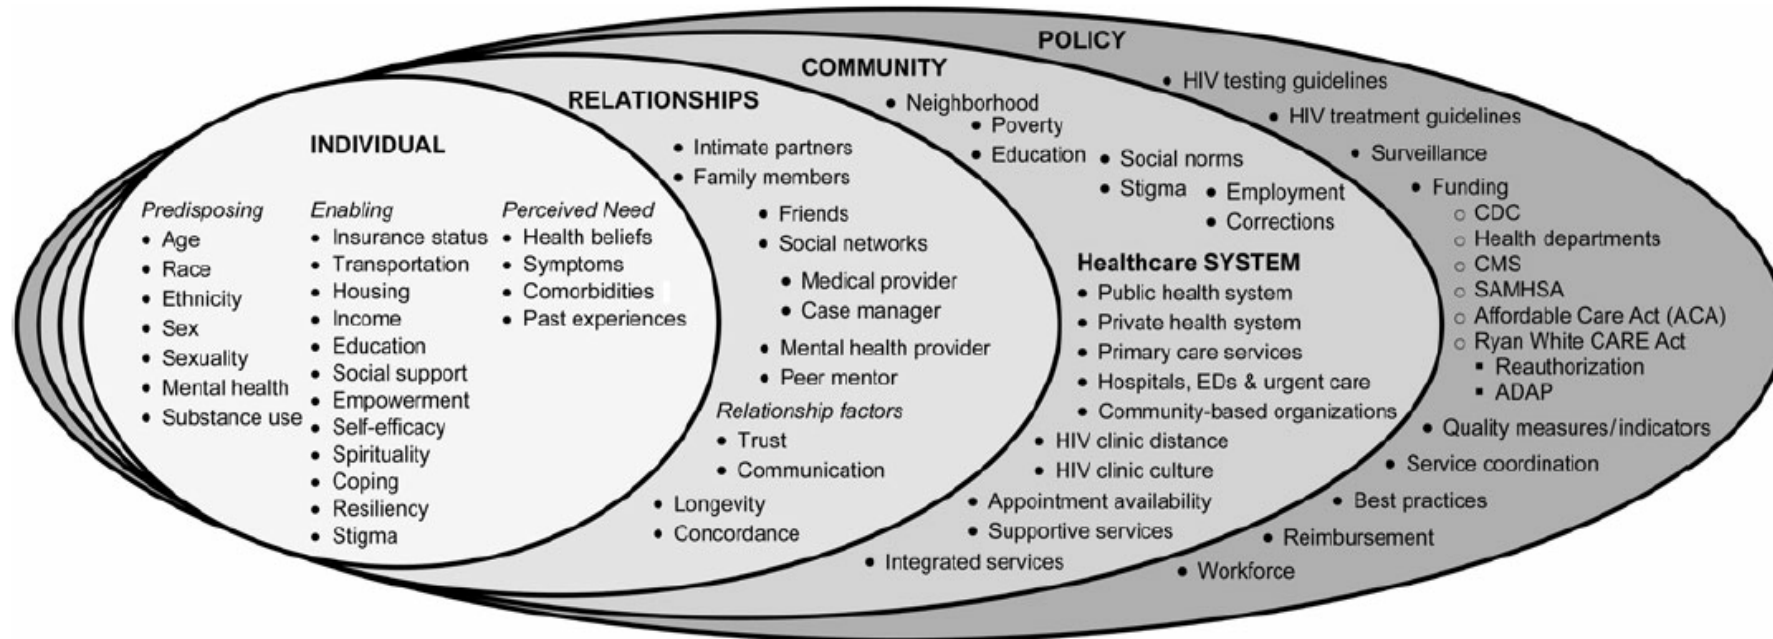 POLICY
• HIV testing guidelines
• HIV treatment guidelines
• Surveillance
• Funding
○ CDC
○ Health departments
○ CMS
○ SAMHSA
○ Affordable Care Act (ACA)
○ Ryan White CARE Act
▪ Reauthorization
▪ ADAP
• Quality measures/indicators
• Service coordination
• Best practices
• Reimbursement
• Workforce
COMMUNITY
• Neighborhood
• Poverty
• Education
• Social norms
• Stigma
• Employment
• Corrections
Healthcare SYSTEM
• Public health system
• Private health system
• Primary care services
• Hospitals, EDs & urgent care
• Community-based organizations
• HIV clinic distance
• HIV clinic culture
• Appointment availability
• Supportive services
• Integrated services
RELATIONSHIPS
• Intimate partners
• Family members
• Friends
• Social networks
• Medical provider
• Case manager
• Mental health provider
• Peer mentor
Relationship factors
• Trust
• Communication
• Longevity
• Concordance
INDIVIDUAL
Predisposing
• Age
• Race
• Ethnicity
• Sex
• Sexuality
• Mental health
• Substance use
Enabling
• Insurance status
• Transportation
• Housing
• Income
• Education
• Social support
• Empowerment
• Self-efficacy
• Spirituality
• Coping
• Resiliency
• Stigma
Perceived Need
• Health beliefs
• Symptoms
• Comorbidities
• Past experiences